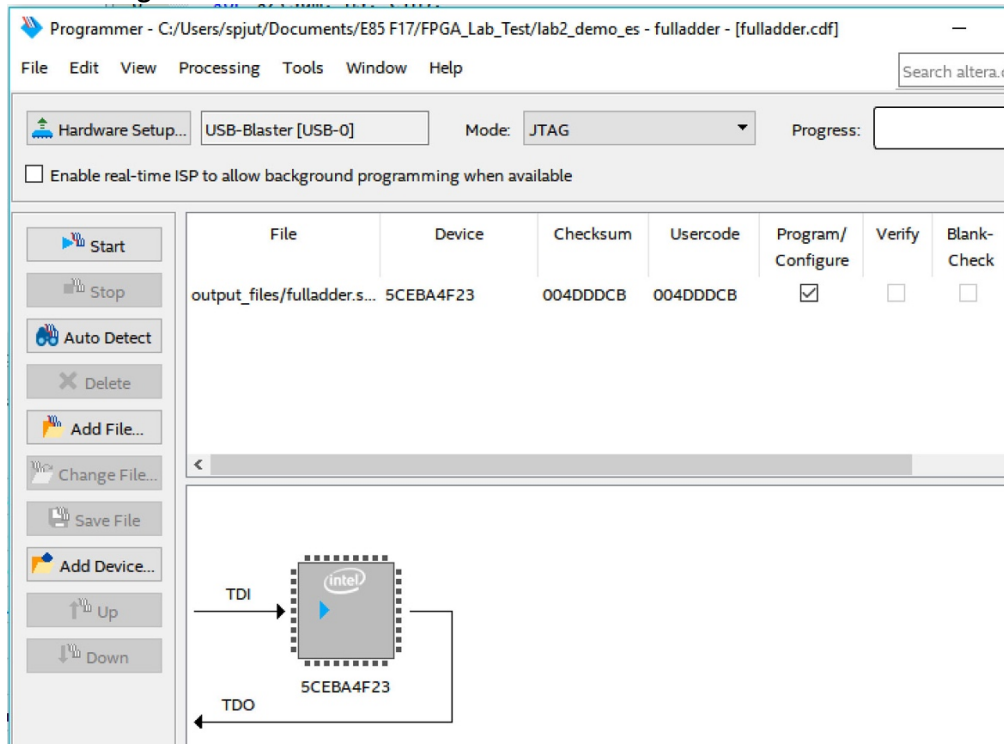 Programmer - C:/Users/spjut/Documents/E85 F17/FPGA_Lab_Test/lab2_demo_es - fulladder - [fulladder.cdf]
File Edit View Processing Tools Window Help
Search altera.
Hardware Setup... USB-Blaster [USB-0] Mode: JTAG Progress:
Enable real-time ISP to allow background programming when available
Start
Stop
Auto Detect
Delete
Add File...
Change File...
Save File
Add Device...
Up
Down
File Device Checksum Usercode Program/ Verify Blank-
Configure Check
output_files/fulladder.s... 5CEBA4F23 004DDDCB 004DDDCB
TDI
intel
5CEBA4F23
TDO